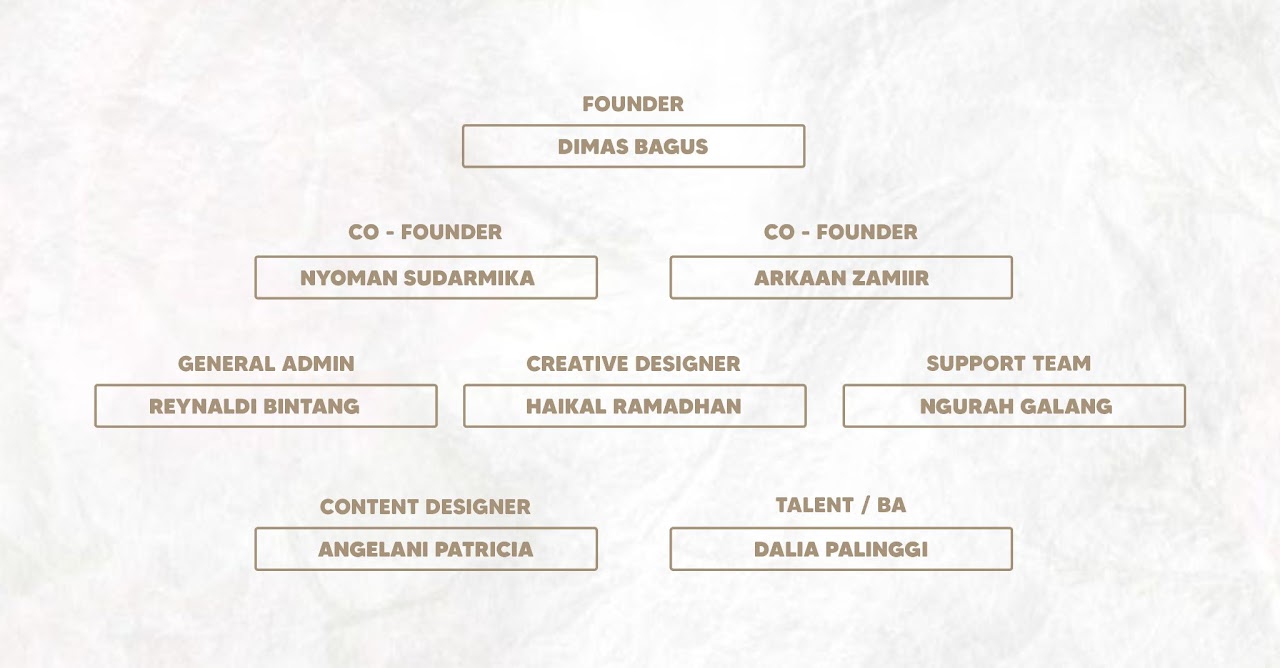 FOUNDER
DIMAS BAGUS
CO - FOUNDER
NYOMAN SUDARMIKA
CO - FOUNDER
ARKAAN ZAMIIR
GENERAL ADMIN
REYNALDI BINTANG
CREATIVE DESIGNER
HAIKAL RAMADHAN
SUPPORT TEAM
NGURAH GALANG
CONTENT DESIGNER
ANGELANI PATRICIA
TALENT / BA
DALIA PALINGGI